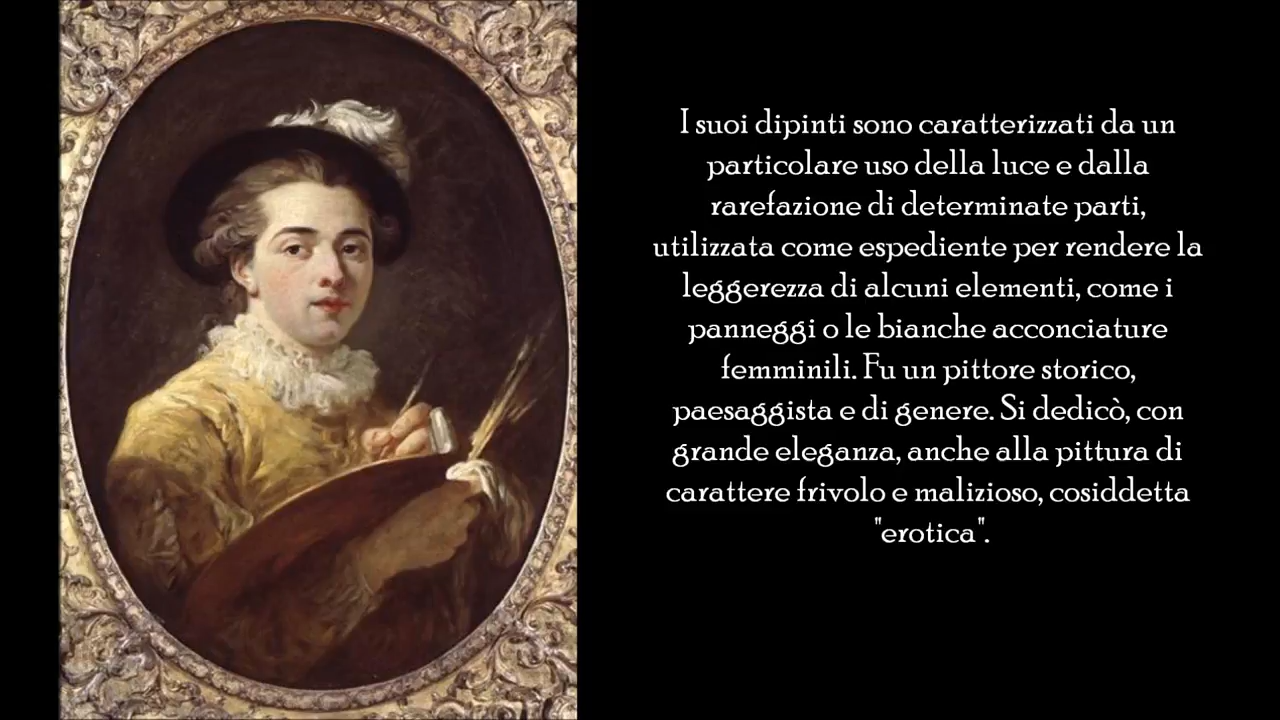 I suoi dipinti sono caratterizzati da un
particolare uso della luce e dalla
rarefazione di determinate parti,
utilizzata come espediente per rendere la
leggerezza di alcuni elementi, come i
panneggi o le bianche acconciature
femminili. Fu un pittore storico,
paesaggista e di genere. Si dedicò, con
grande eleganza, anche alla pittura di
carattere frivolo e malizioso, cosiddetta
"erotica".